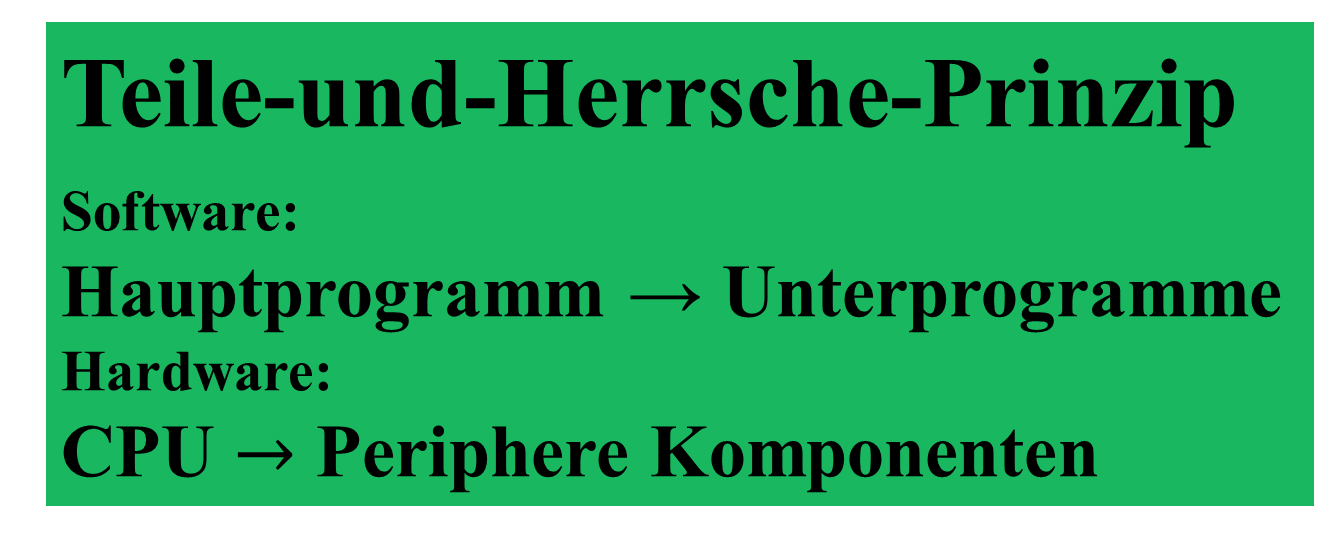 Teile-und-Herrsche-Prinzip
Software:
Hauptprogramm → Unterprogramme
Hardware:
CPU → Periphere Komponenten